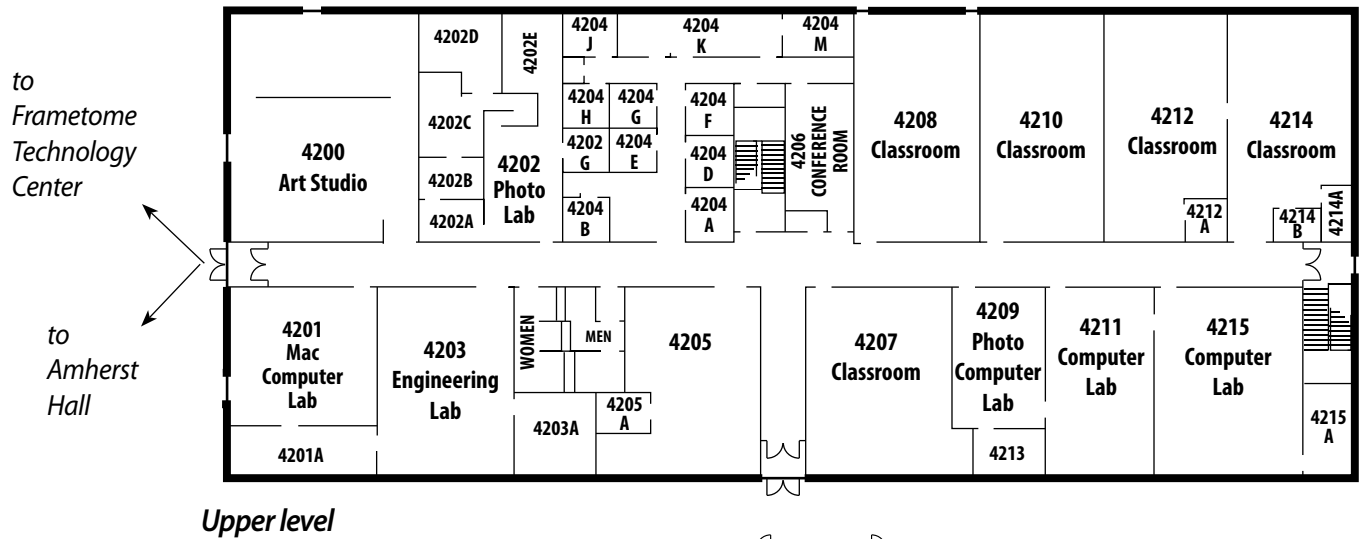 to
Frametome
Technology
Center
to
Amherst
Hall
4200
Art Studio
4202D
4202E
4202C
4202B
4202A
4202
Photo
Lab
4204
J
4204
K
4204
M
4204
H
4204
G
4202
G
4204
E
4204
B
4204
F
4204
D
4204
A
4206
CONFERENCE
ROOM
4208
Classroom
4210
Classroom
4212
Classroom
4212
A
4214
Classroom
4214
B
4214A
4201
Mac
Computer
Lab
4201A
4203
Engineering
Lab
WOMEN
MEN
4203A
4205
A
4205
4207
Classroom
4209
Photo
Computer
Lab
4213
4211
Computer
Lab
4215
Computer
Lab
4215
A
Upper level